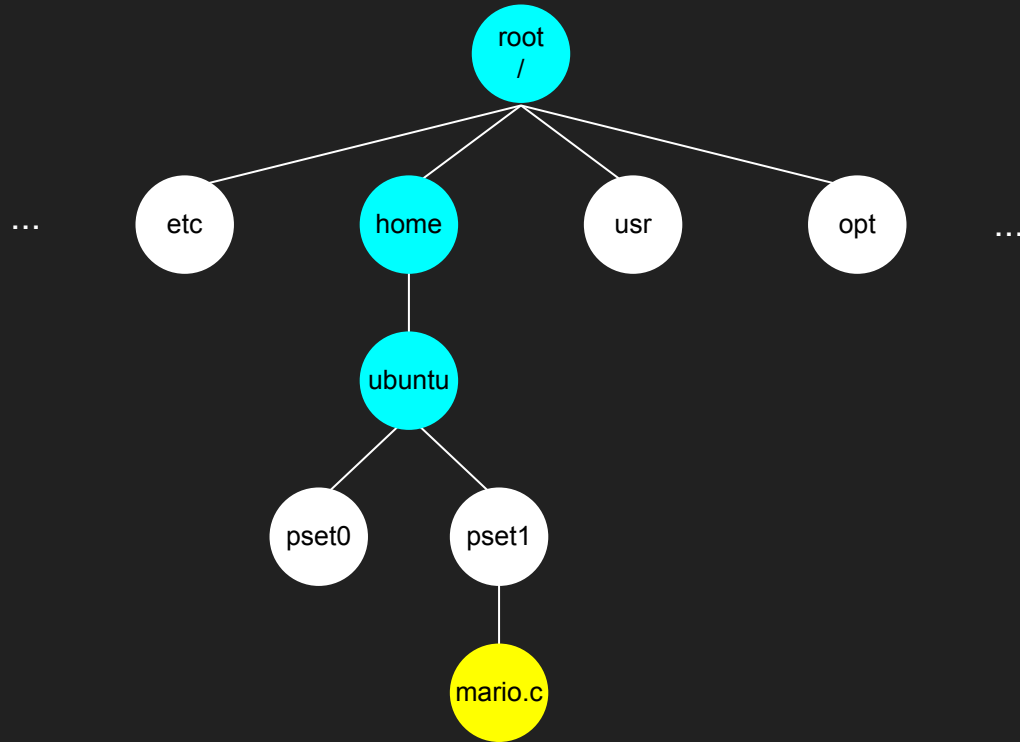 root
/
... etc home usr opt ...
ubuntu
pset0 pset1
mario.c